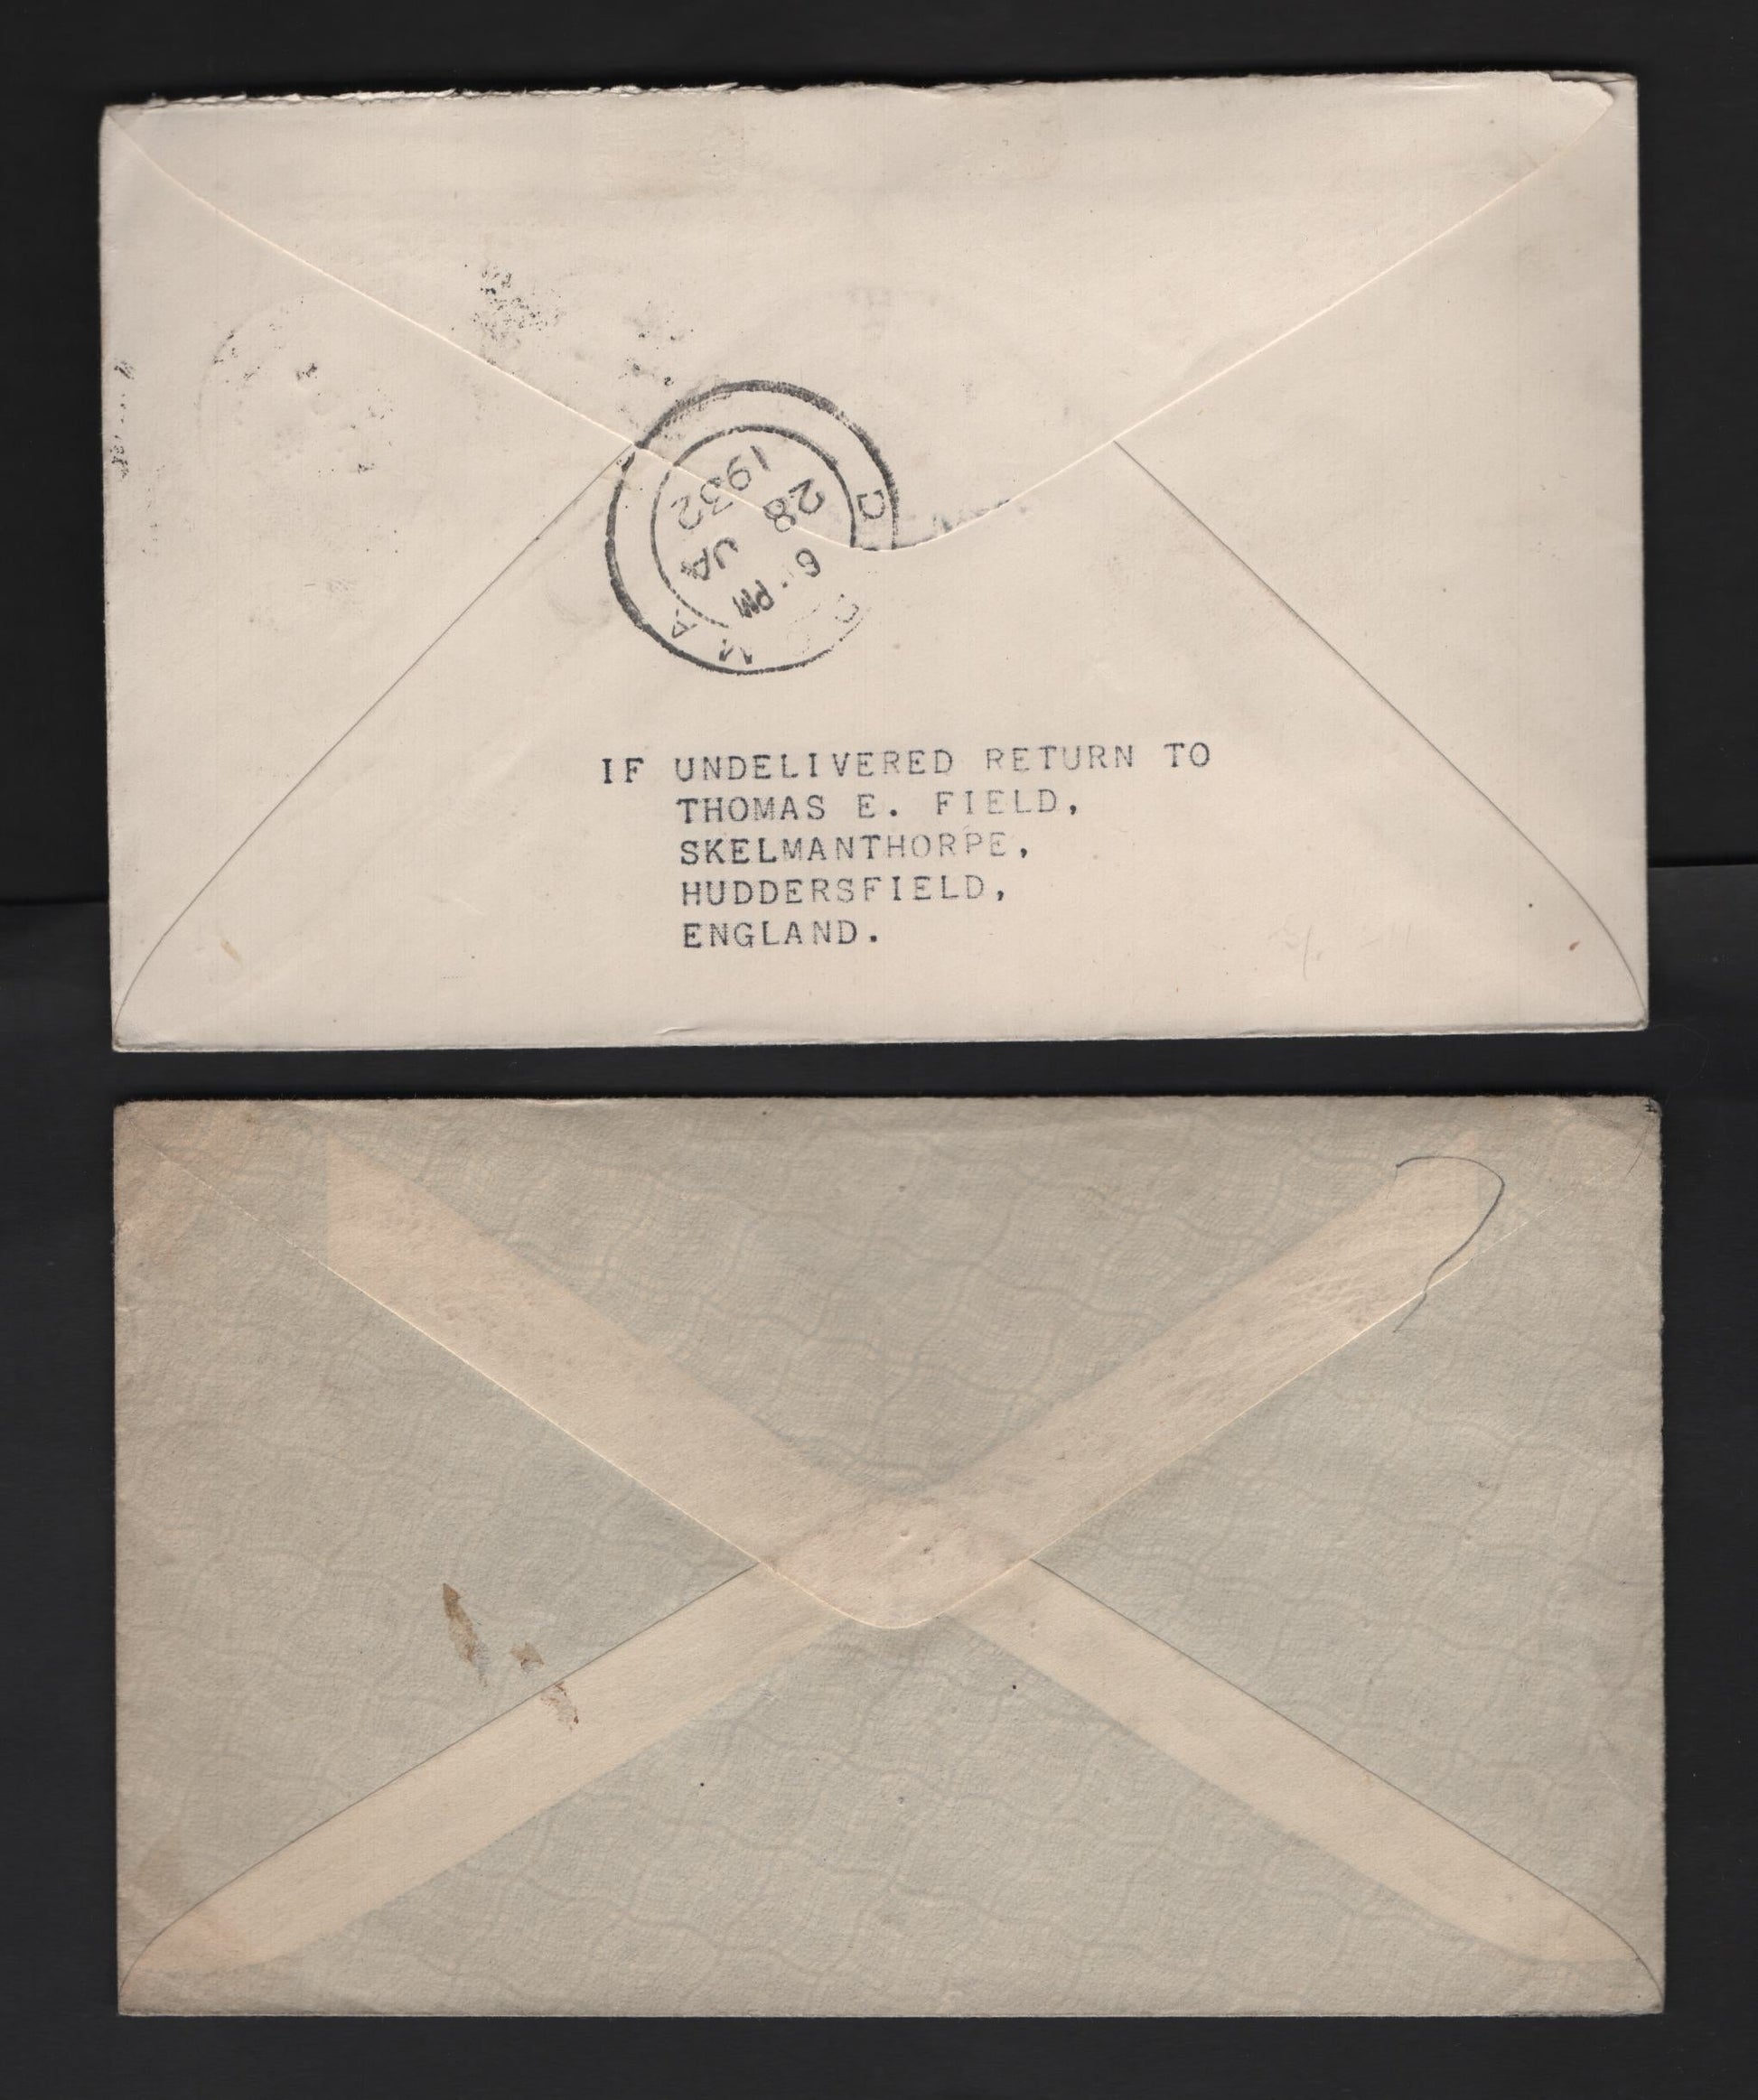 6-PM
28 JA
1932
IF UNDELIVERED RETURN TO
THOMAS E. FIELD,
SKELMANTHORPE,
HUDDERSFIELD,
ENGLAND.